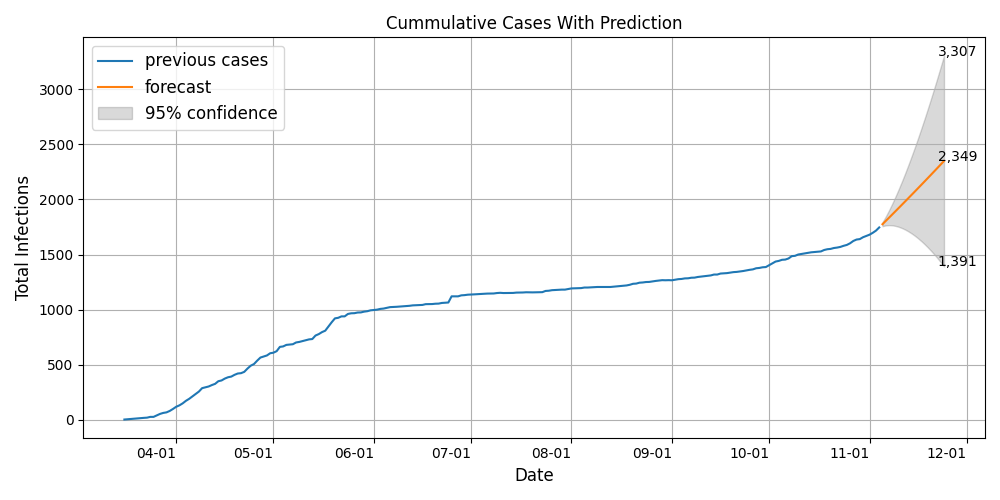 Cummulative Cases With Prediction
previous cases
forecast
95% confidence
3,307
2,349
1,391
Total Infections
3000
2500
2000
1500
1000
500
0
04-01 05-01 06-01 07-01 08-01 09-01 10-01 11-01 12-01
Date